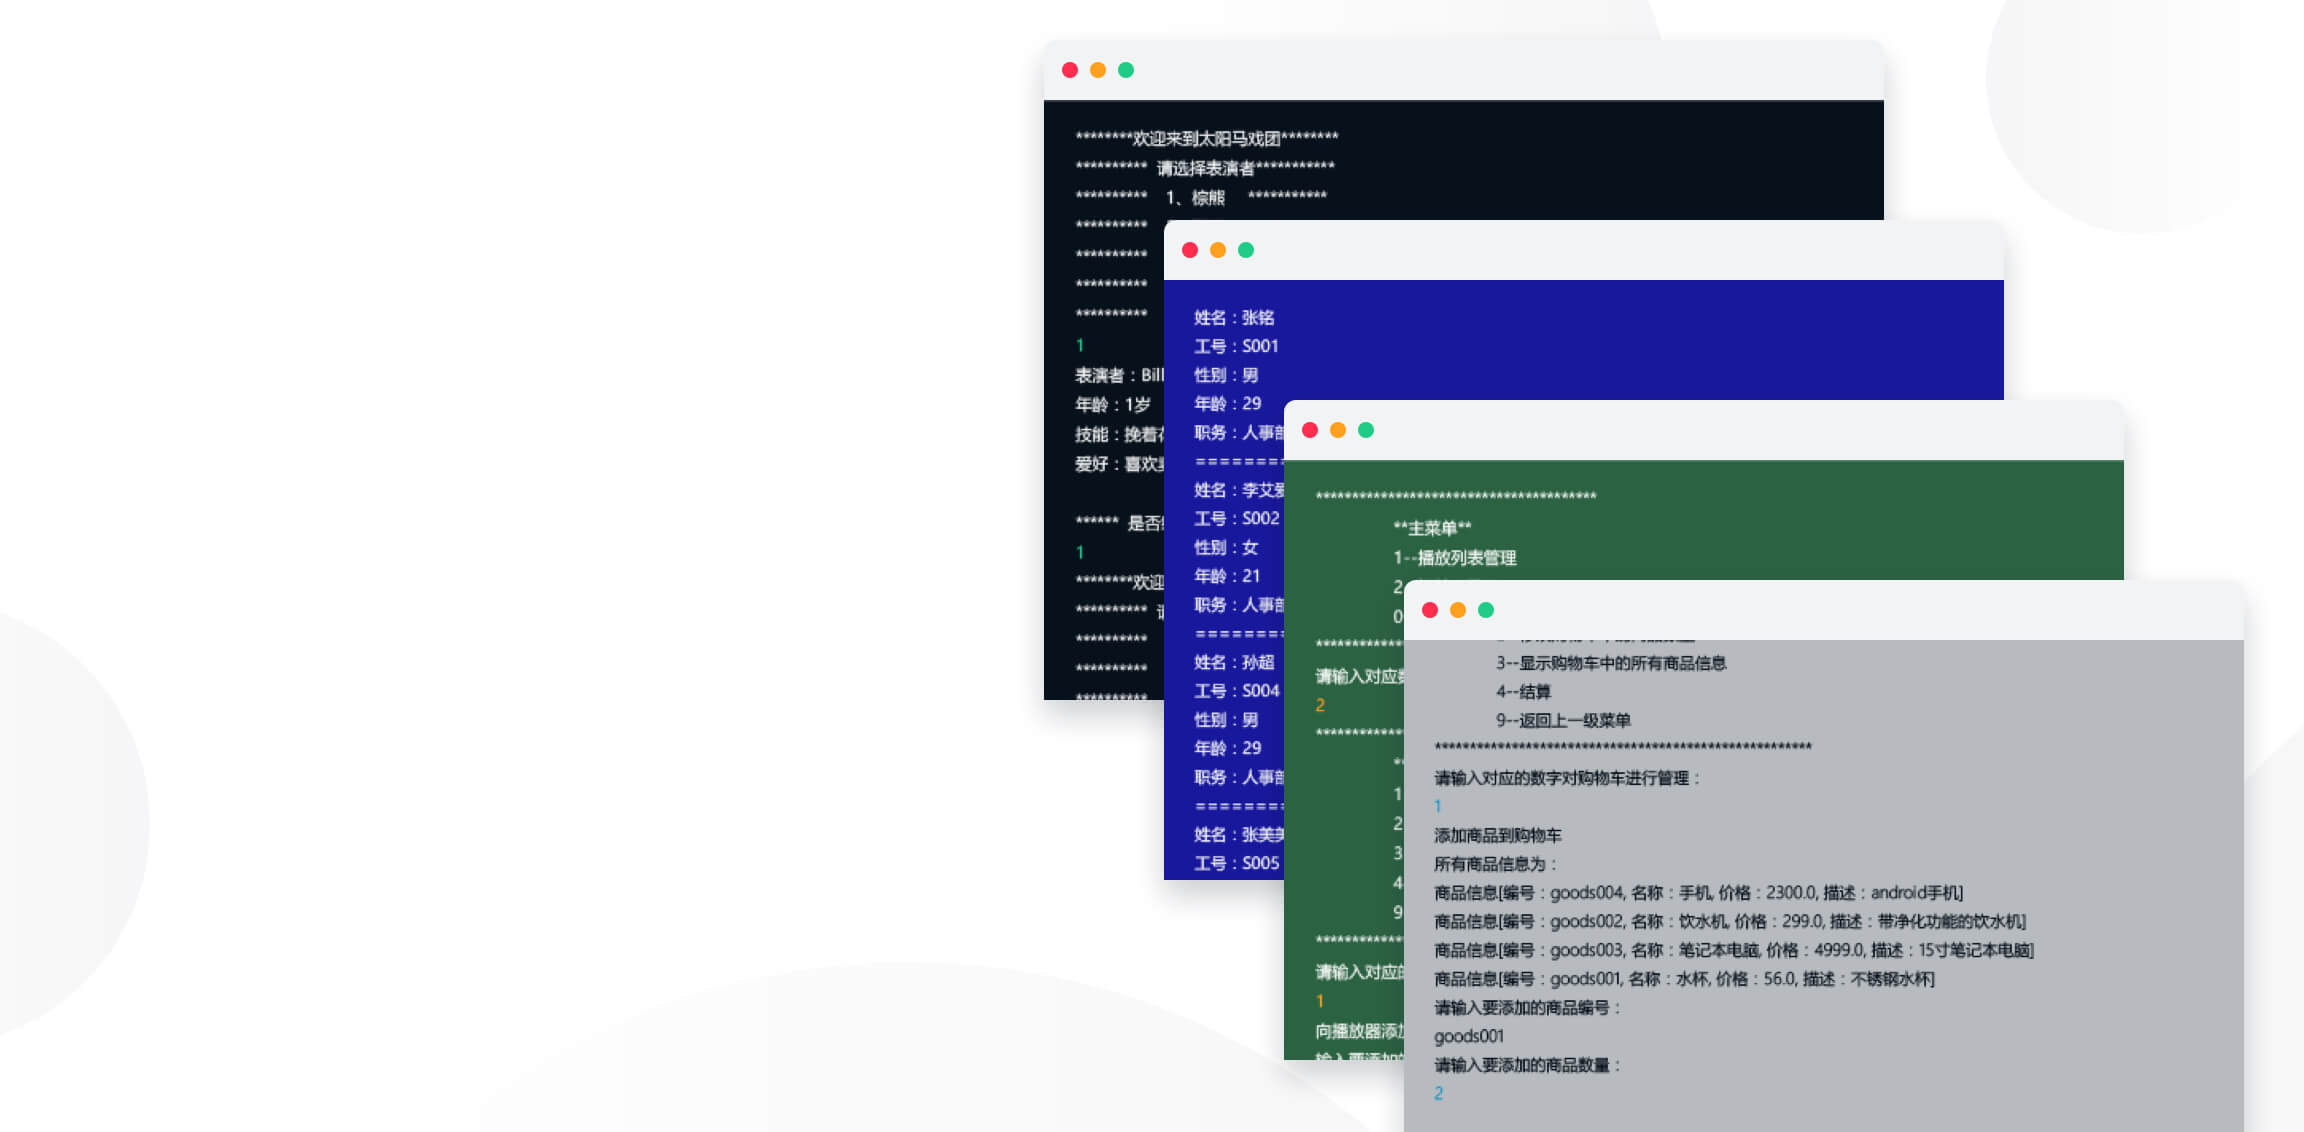 ********欢迎来到太阳马戏团********
********** 请选择表演者***********
********** 1、棕熊 ***********
**********
**********
**********
**********
1
表演者：Bill
年龄：1岁
技能：挽着
爱好：喜欢
****** 是否
1
********欢迎
**********
**********
**********
**********
姓名：张铭
工号：S001
性别：男
年龄：29
职务：人事部
========
姓名：李艾爱
工号：S002
性别：女
年龄：21
职务：人事部
========
姓名：孙超
工号：S004
性别：男
年龄：29
职务：人事部
========
姓名：张美美
工号：S005
***************************************
**主菜单**
1--播放列表管理
2
0
*************
请输入对应数
2
*************
**
1
2
3
4
9
*************
请输入对应的
1
向播放器添加
输入要添加的
3--显示购物车中的所有商品信息
4--结算
9--返回上一级菜单
******************************************************
请输入对应的数字对购物车进行管理：
1
添加商品到购物车
所有商品信息为：
商品信息[编号：goods004, 名称：手机, 价格：2300.0, 描述：android手机]
商品信息[编号：goods002, 名称：饮水机, 价格：299.0, 描述：带净化功能的饮水机]
商品信息[编号：goods003, 名称：笔记本电脑, 价格：4999.0, 描述：15寸笔记本电脑]
商品信息[编号：goods001, 名称：水杯, 价格：56.0, 描述：不锈钢水杯]
请输入要添加的商品编号：
goods001
请输入要添加的商品数量：
2